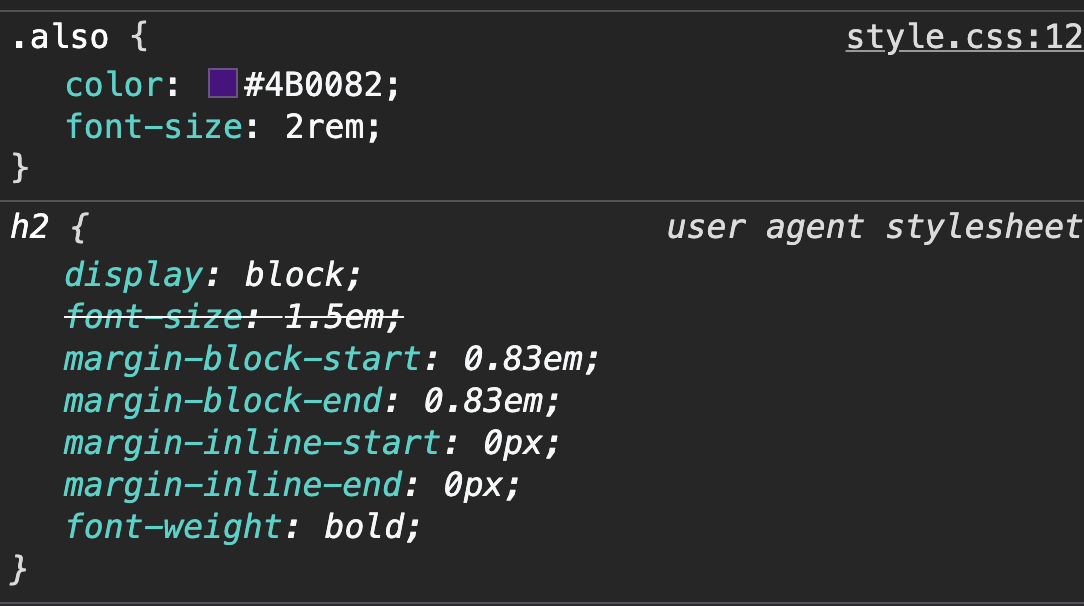 .also { style.css:12
color: #4B0082;
font-size: 2rem;
}
h2 { user agent stylesheet
display: block;
font-size: 1.5em;
margin-block-start: 0.83em;
margin-block-end: 0.83em;
margin-inline-start: 0px;
margin-inline-end: 0px;
font-weight: bold;
}